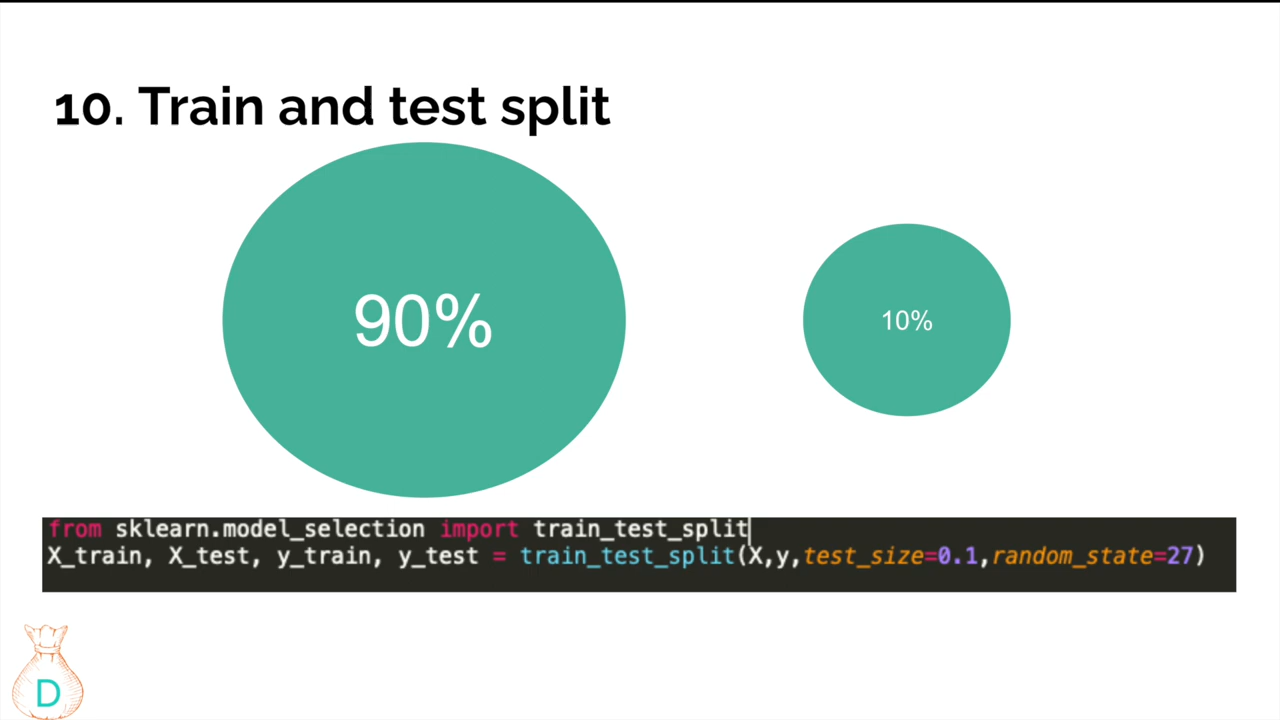 10. Train and test split
90%
10%
from sklearn.model_selection import train_test_split
X_train, X_test, y_train, y_test = train_test_split(X,y,test_size=0.1,random_state=27)
D